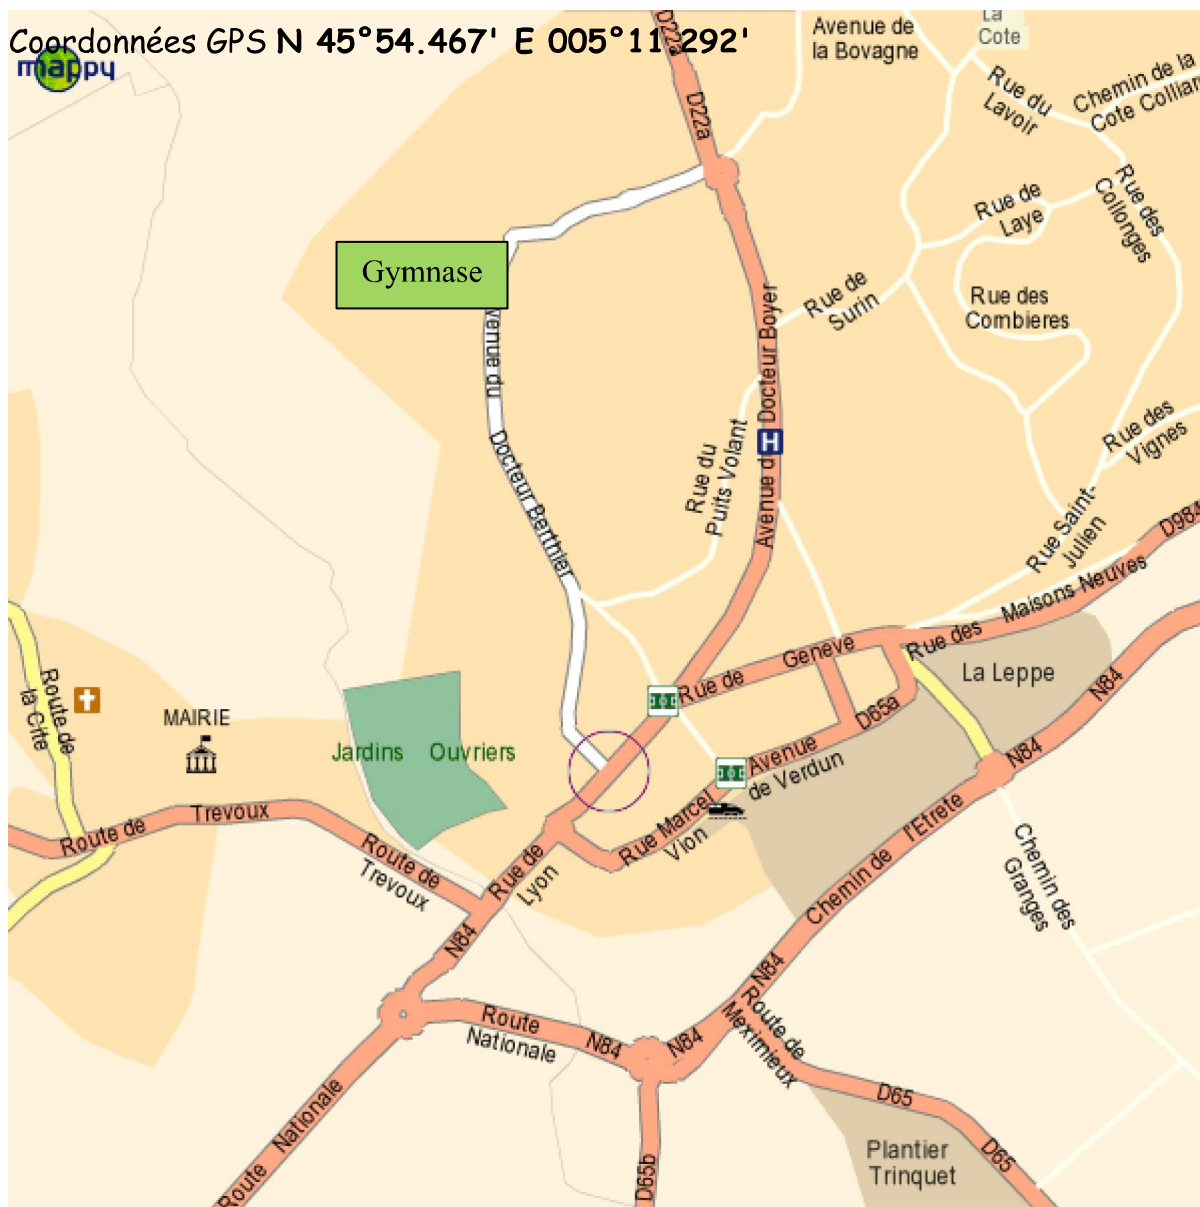 Coordonnées GPS N 45°54.467' E 005°11.292'
mappy
D22a
D22a
Avenue de
la Bovagne
La
Cote
Rue du
Lavoir
Chemin de la
Cote Collian
Rue de
Laye
Rue des
Collonges
Gymnase
Rue de
Surin
Rue des
Combieres
venue du
Docteur Berthier
Avenue d
H
Docteur Boyer
Rue du
Puits Volant
Rue des
Vignes
Rue Saint-
Julien
D984
Rue des
Maisons Neuves
Rue de
Geneve
La Leppe
N84
Route de
la Cite
MAIRIE
Jardins Ouvriers
D65a
Avenue
de Verdun
N84
Route de
Trevoux
Route de
Trevoux
Rue de
Lyon
Rue Marcel
Vion
Chemin de
l'Etrete
Chemin des
Granges
N84
N84
Route
Nationale
N84
N84
Route de
Meximieux
D65
D65
Route
Nationale
D65b
Plantier
Trinquet